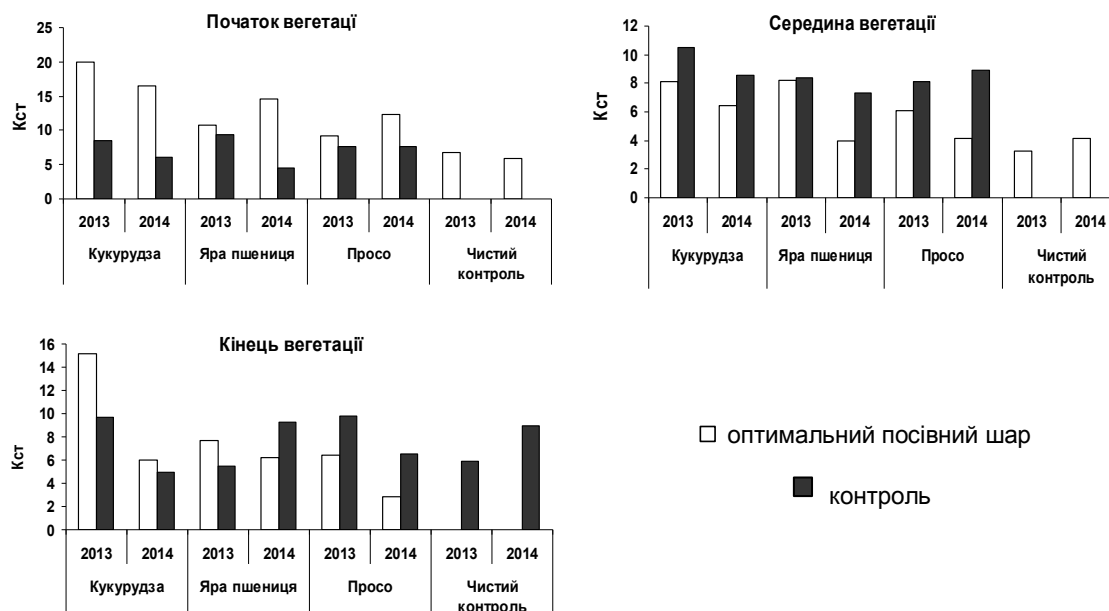 Початок вегетацї
Кст
25
20
15
10
5
0
2013 2014 2013 2014 2013 2014 2013 2014
Кукурудза Яра пшениця Просо Чистий
контроль
Середина вегетації
Кст
12
10
8
6
4
2
0
2013 2014 2013 2014 2013 2014 2013 2014
Кукурудза Яра пшениця Просо Чистий
контроль
Кінець вегетації
Кст
16
14
12
10
8
6
4
2
0
2013 2014 2013 2014 2013 2014 2013 2014
Кукурудза Яра пшениця Просо Чистий
контроль
оптимальний посівний шар
контроль